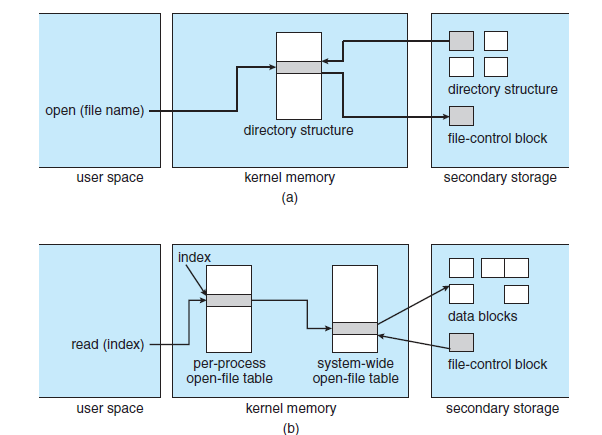 open (file name)
directory structure
directory structure
file-control block
user space
kernel memory
secondary storage
(a)
index
read (index)
per-process
open-file table
system-wide
open-file table
data blocks
file-control block
user space
kernel memory
secondary storage
(b)